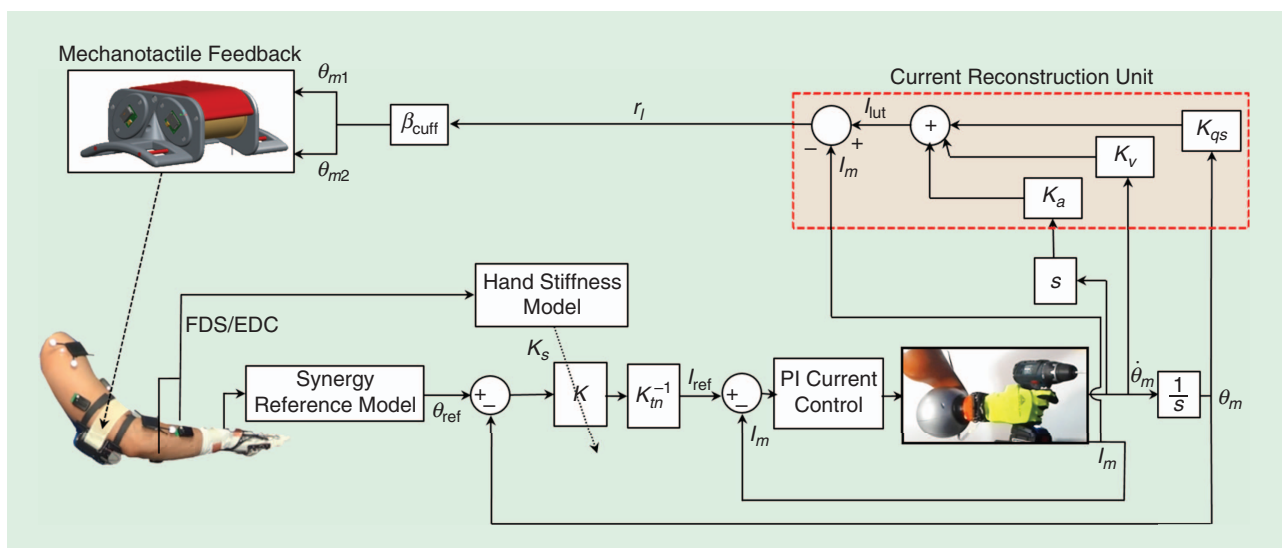 Mechanotactile Feedback
θm1
θm2
βcuff
rI
Current Reconstruction Unit
Ilut
+
−
+
Im
Kqs
Kv
Ka
s
Hand Stiffness
Model
FDS/EDC
Ks
Synergy
Reference Model
θref
+
−
K
Ktn−1
Iref
+
−
Im
PI Current
Control
θ̇m
1
s
θm
Im